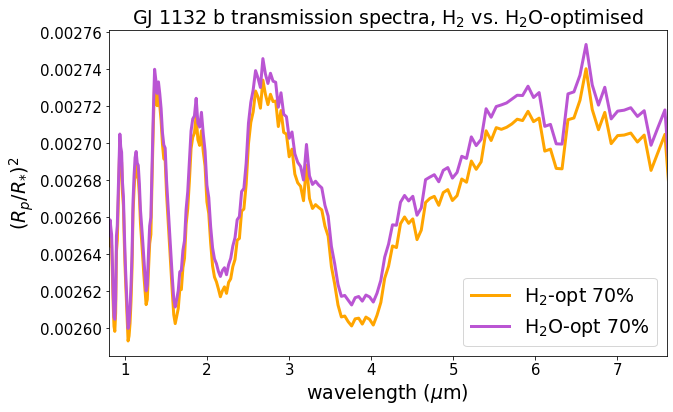 GJ 1132 b transmission spectra, H₂ vs. H₂O-optimised
0.00276
0.00274
0.00272
0.00270
0.00268
0.00266
0.00264
0.00262
0.00260
(Rₚ/R*)²
H₂-opt 70%
H₂O-opt 70%
1 2 3 4 5 6 7
wavelength (μm)